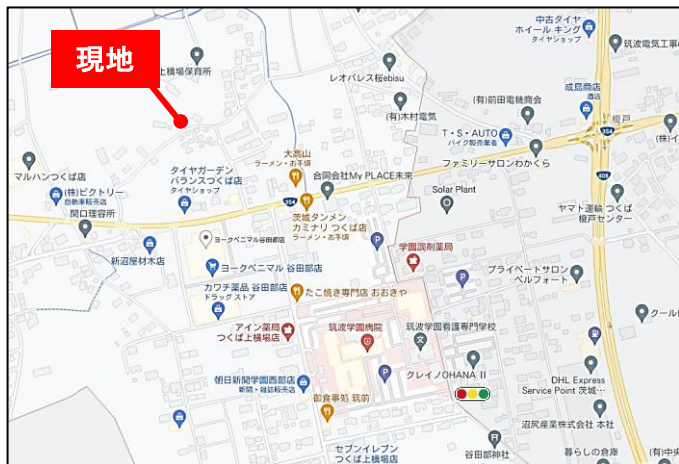 現地
上横場保育所
レオパレス桜ebisu
(有)木村電気
中古タイヤ
ホイール キング
タイヤショップ
筑波電気工事
成島商店
酒店
榎戸
(有)前田電機商会
T・S・AUTO
バイク販売業者
354
ファミリーサロンわかくら
408
マルハンつくば店
(株)ビクトリー
自動車販売店
関口理容所
タイヤガーデン
バランスつくば店
タイヤショップ
大高山
ラーメン・お手頃
合同会社My PLACE未来
354
茨城タンメン
カミナリ つくば店
ラーメン・お手頃
Solar Plant
ヤマト運輸 つくば
榎戸センター
新沼屋材木店
ヨークベニマル谷田部店
ヨークベニマル 谷田部店
カワチ薬品 谷田部店
ドラッグ ストア
たこ焼き専門店 おおきや
P
学園調剤薬局
P
プライベートサロン
ベルフォート
アイン薬局
つくば上横場店
筑波学園病院
筑波学園看護専門学校
文
クール
P
クレイノOHANA II
朝日新聞学園西部店
新聞・雑誌販売店
御食事処 筑前
DHL Express
Service Point 茨城…
沼尻産業株式会社 本社
谷田部神社
セブンイレブン
つくば上横場店
暮らしの倉庫
(有)中央